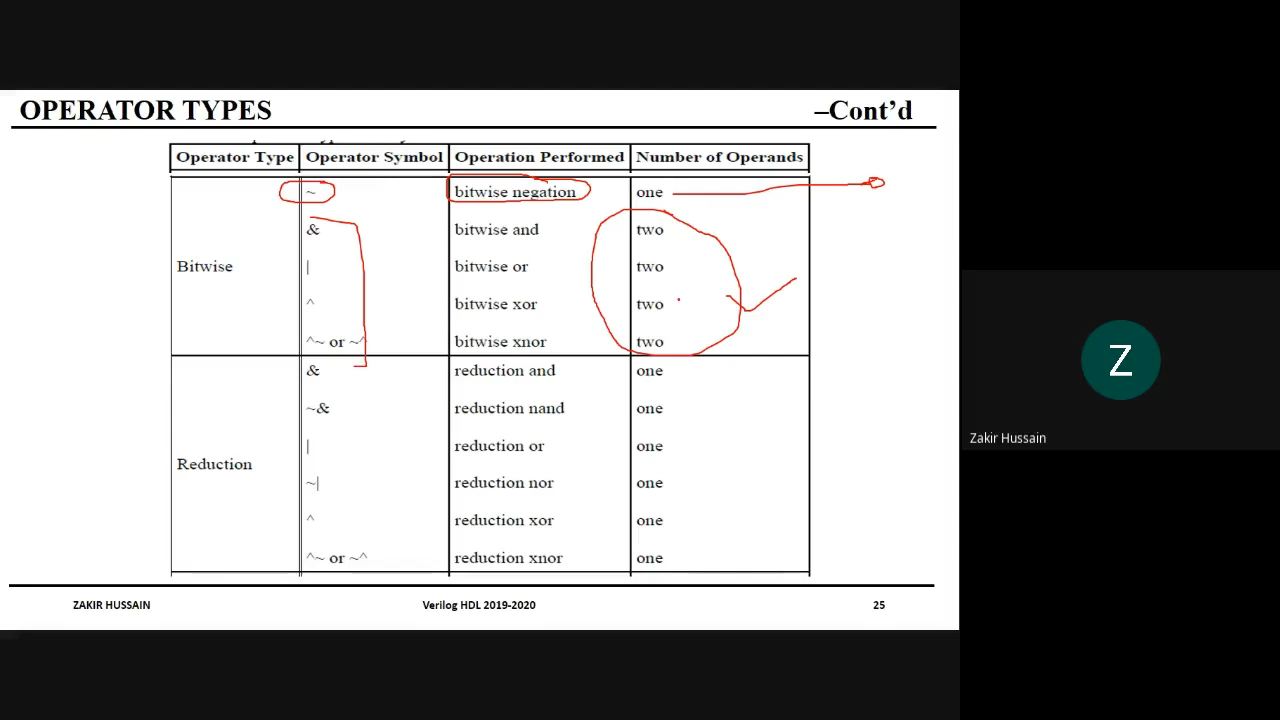 OPERATOR TYPES –Cont’d
Operator Type Operator Symbol Operation Performed Number of Operands
~ bitwise negation one
& bitwise and two
Bitwise | bitwise or two
^ bitwise xor two
^~ or ~^ bitwise xnor two
& reduction and one
~& reduction nand one
| reduction or one
Reduction
~| reduction nor one
^ reduction xor one
^~ or ~^ reduction xnor one
ZAKIR HUSSAIN Verilog HDL 2019-2020 25
Z
Zakir Hussain